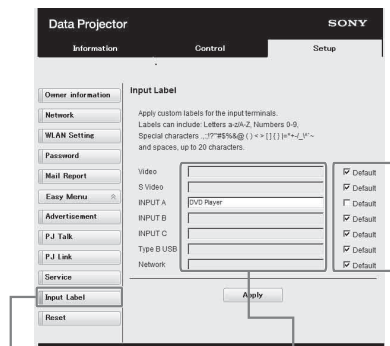 Data Projector SONY
Information Control Setup
Owner information
Network
WLAN Setting
Password
Mail Report
Easy Menu
Advertisement
PJ Talk
PJ Link
Service
Input Label
Reset
Input Label
Apply custom labels for the input terminals.
Labels can include: Letters a-z/A-Z, Numbers 0-9,
Special characters .,:;!?"#$%&@ ( ) < > [ ] { } |=*+-/_\^`~
and spaces, up to 20 characters.
Video Default
S Video Default
INPUT A DVD Player Default
INPUT B Default
INPUT C Default
Type B USB Default
Network Default
Apply